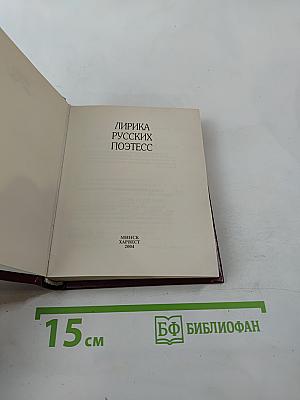 ЛИРИКА
РУССКИХ
ПОЭТЕСС
МИНСК
ХАРВЕСТ
2004
15 см
БФ БИБЛИОФАН